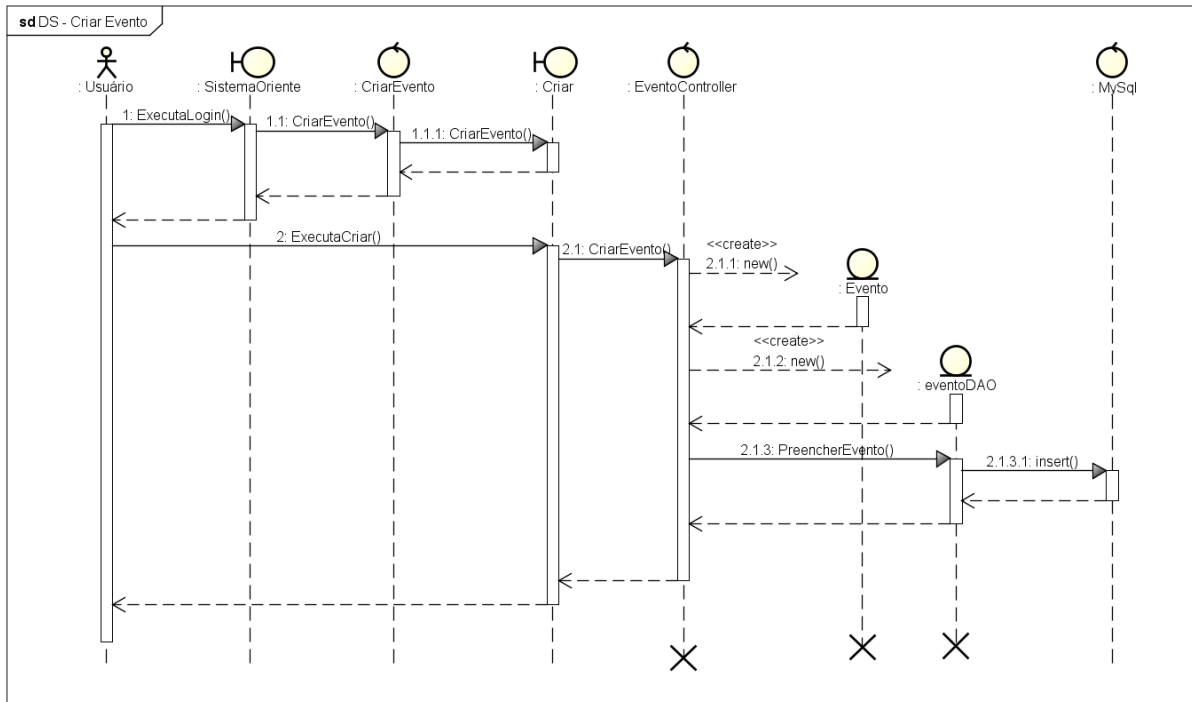 sd DS - Criar Evento
: Usuário
: SistemaOriente
: CriarEvento
: Criar
: EventoController
: MySql
1: ExecutaLogin()
1.1: CriarEvento()
1.1.1: CriarEvento()
2: ExecutaCriar()
2.1: CriarEvento()
<<create>>
2.1.1: new()
: Evento
<<create>>
2.1.2: new()
: eventoDAO
2.1.3: PreencherEvento()
2.1.3.1: insert()